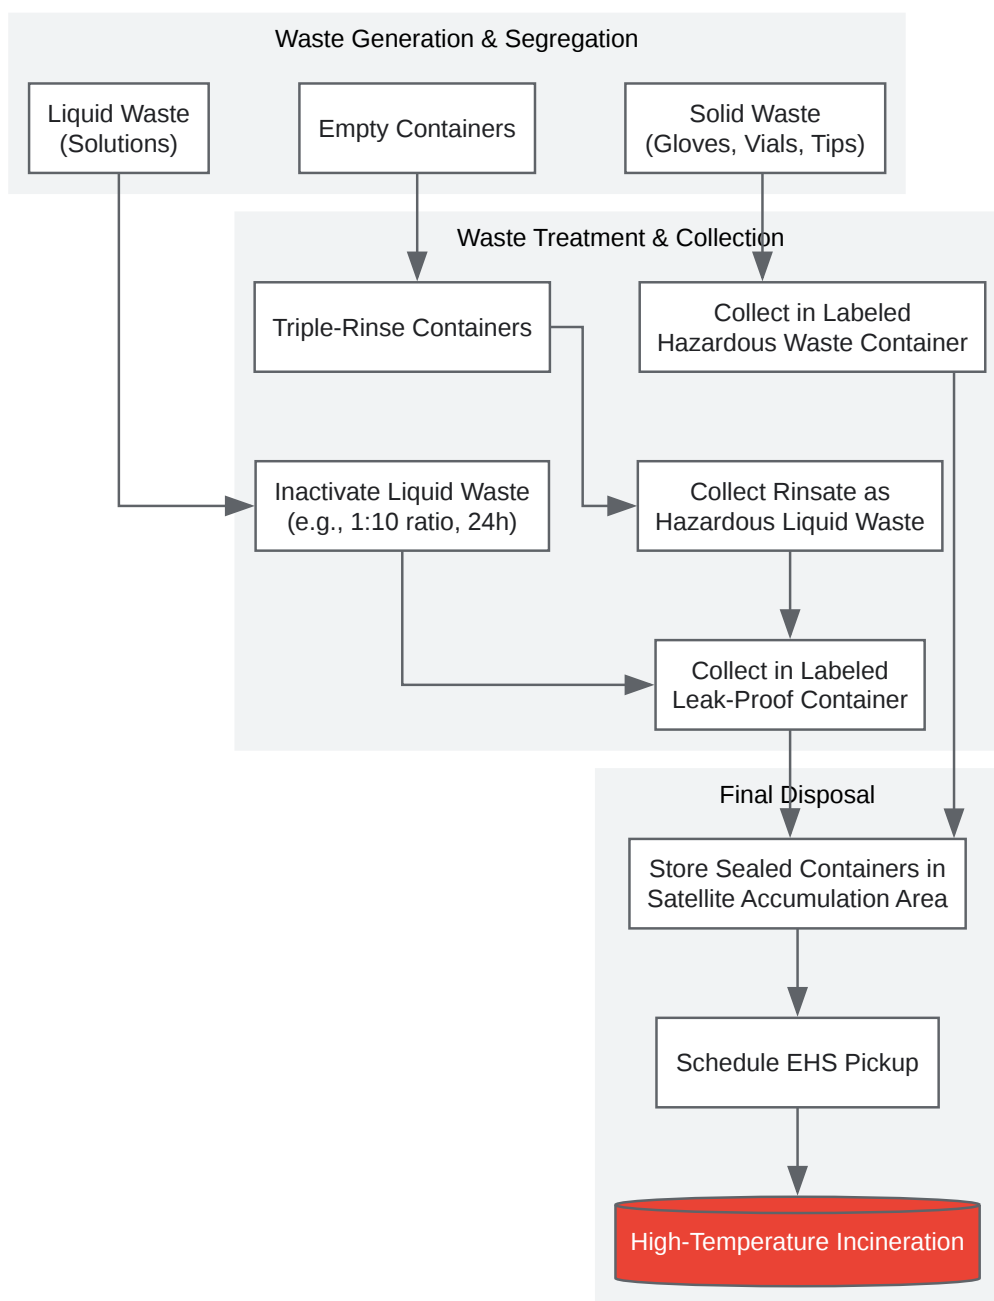 Waste Generation & Segregation
Liquid Waste
(Solutions)
Empty Containers
Solid Waste
(Gloves, Vials, Tips)
Waste Treatment & Collection
Triple-Rinse Containers
Collect in Labeled
Hazardous Waste Container
Inactivate Liquid Waste
(e.g., 1:10 ratio, 24h)
Collect Rinsate as
Hazardous Liquid Waste
Collect in Labeled
Leak-Proof Container
Final Disposal
Store Sealed Containers in
Satellite Accumulation Area
Schedule EHS Pickup
High-Temperature Incineration